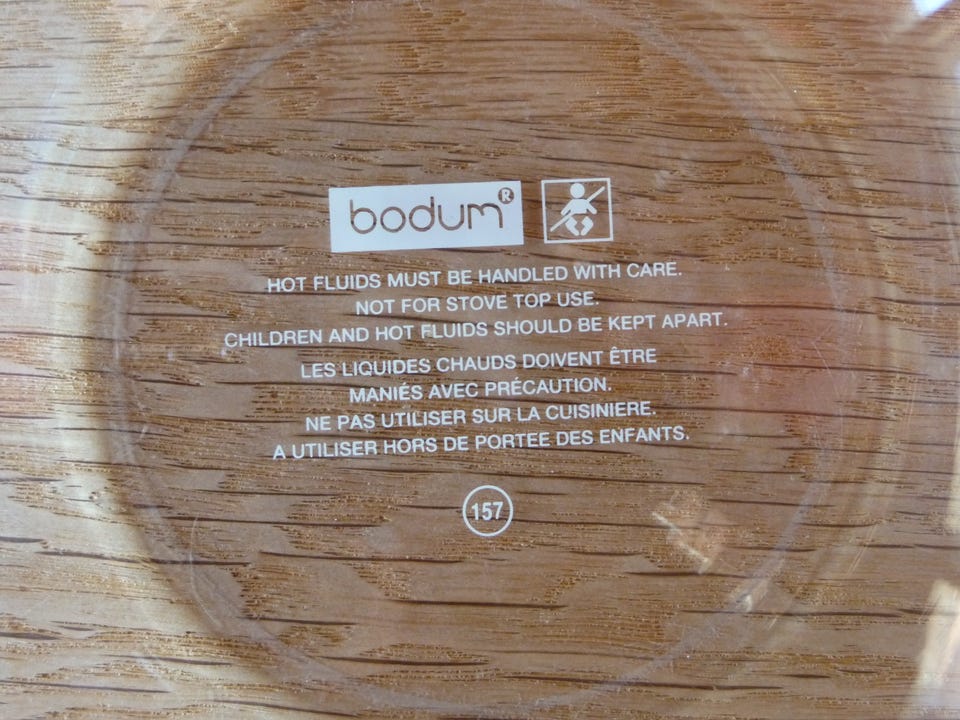 bodum®
HOT FLUIDS MUST BE HANDLED WITH CARE.
NOT FOR STOVE TOP USE.
CHILDREN AND HOT FLUIDS SHOULD BE KEPT APART.
LES LIQUIDES CHAUDS DOIVENT ÊTRE
MANIÉS AVEC PRÉCAUTION.
NE PAS UTILISER SUR LA CUISINIERE.
A UTILISER HORS DE PORTEE DES ENFANTS.
157